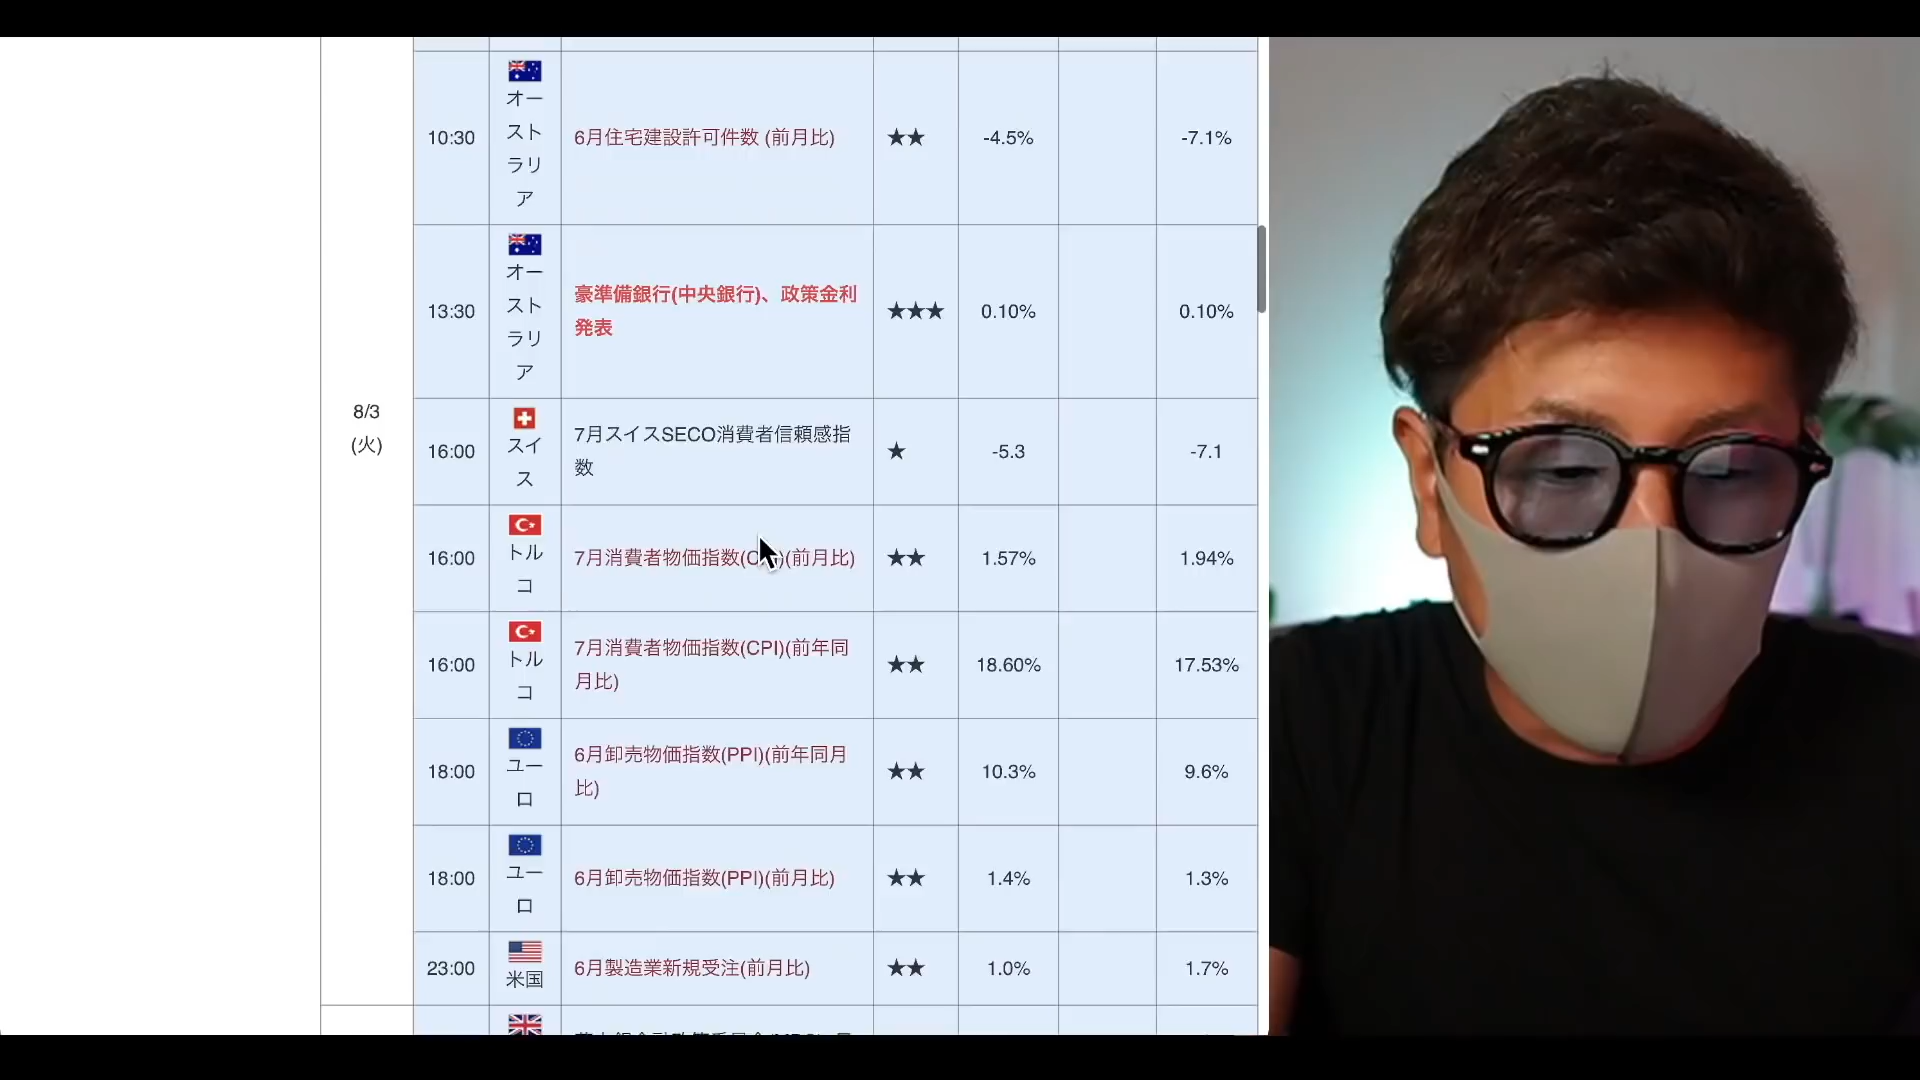 10:30
オー
スト
ラリ
ア
6月住宅建設許可件数 (前月比)
★★
-4.5%
-7.1%
13:30
オー
スト
ラリ
ア
豪準備銀行(中央銀行)、政策金利
発表
★★★
0.10%
0.10%
8/3
(火)
16:00
スイ
ス
7月スイスSECO消費者信頼感指
数
★
-5.3
-7.1
16:00
トル
コ
7月消費者物価指数(前月比)
★★
1.57%
1.94%
16:00
トル
コ
7月消費者物価指数(CPI)(前年同
月比)
★★
18.60%
17.53%
18:00
ユー
ロ
6月卸売物価指数(PPI)(前年同月
比)
★★
10.3%
9.6%
18:00
ユー
ロ
6月卸売物価指数(PPI)(前月比)
★★
1.4%
1.3%
23:00
米国
6月製造業新規受注(前月比)
★★
1.0%
1.7%